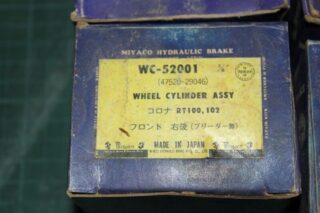 MIYACO HYDRAULIC BRAKE
WC-52001
(47520-29046)
WHEEL CYLINDER ASSY
コロナ RT100,102
フロント 右後 (ブリーダー無)
MADE IN JAPAN